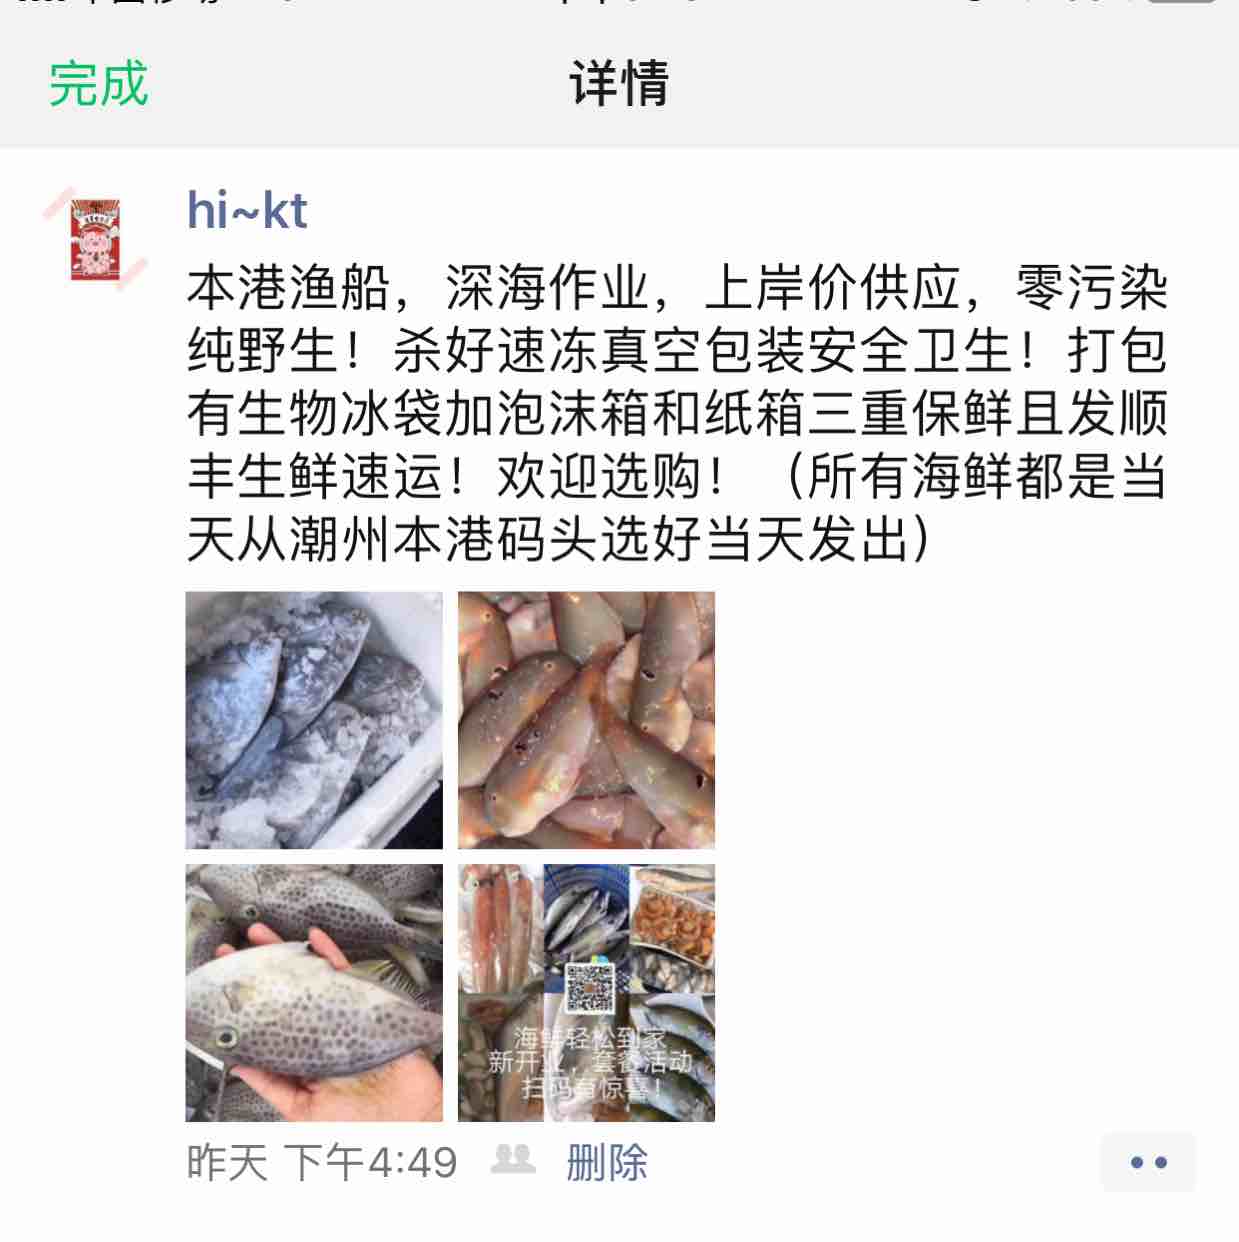 完成
详情
hi~kt
本港渔船，深海作业，上岸价供应，零污染
纯野生！杀好速冻真空包装安全卫生！打包
有生物冰袋加泡沫箱和纸箱三重保鲜且发顺
丰生鲜速运！欢迎选购！（所有海鲜都是当
天从潮州本港码头选好当天发出）
海鲜轻松到家
新开业，套餐活动
扫码有惊喜！
昨天 下午4:49
删除